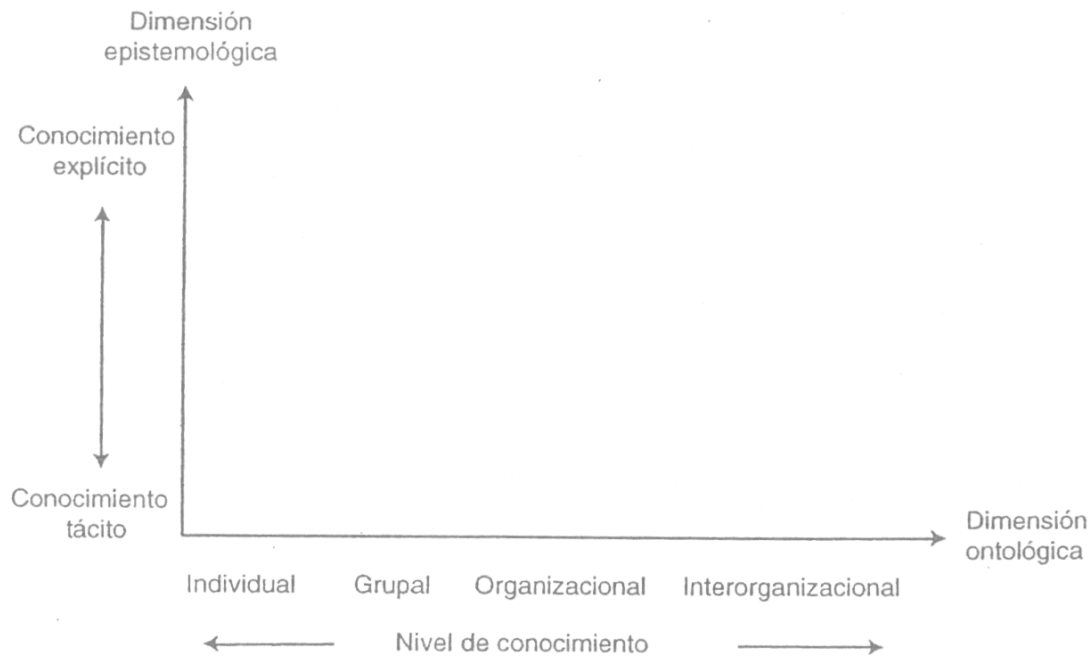 Dimensión
epistemológica
Conocimiento
explícito
Conocimiento
tácito
Dimensión
ontológica
Individual Grupal Organizacional Interorganizacional
Nivel de conocimiento